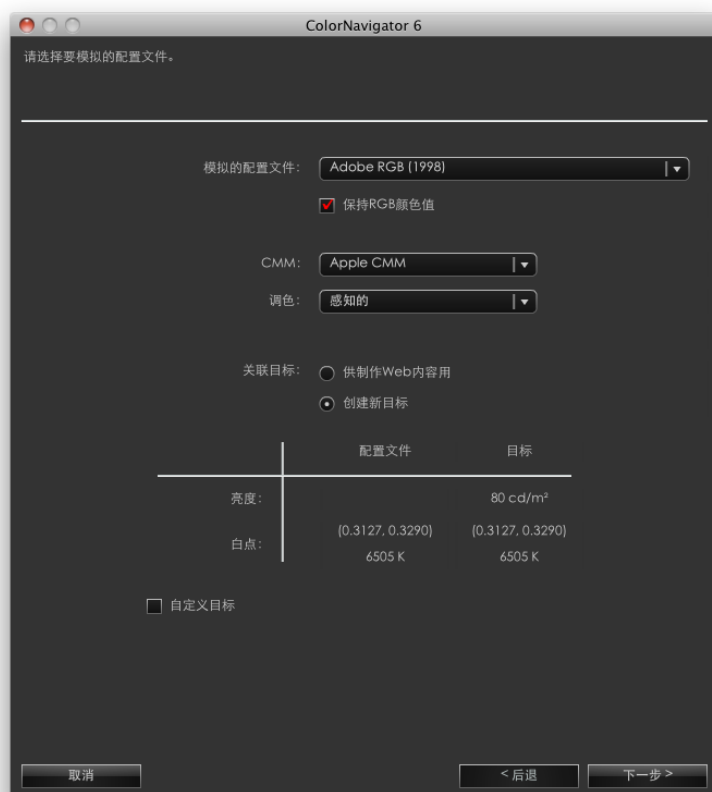 ColorNavigator 6
请选择要模拟的配置文件。
模拟的配置文件: Adobe RGB (1998)
保持RGB颜色值
CMM: Apple CMM
调色: 感知的
关联目标: 供制作Web内容用
创建新目标
配置文件 目标
亮度: 80 cd/m²
白点: (0.3127, 0.3290) (0.3127, 0.3290)
6505 K 6505 K
自定义目标
取消 < 后退 下一步 >